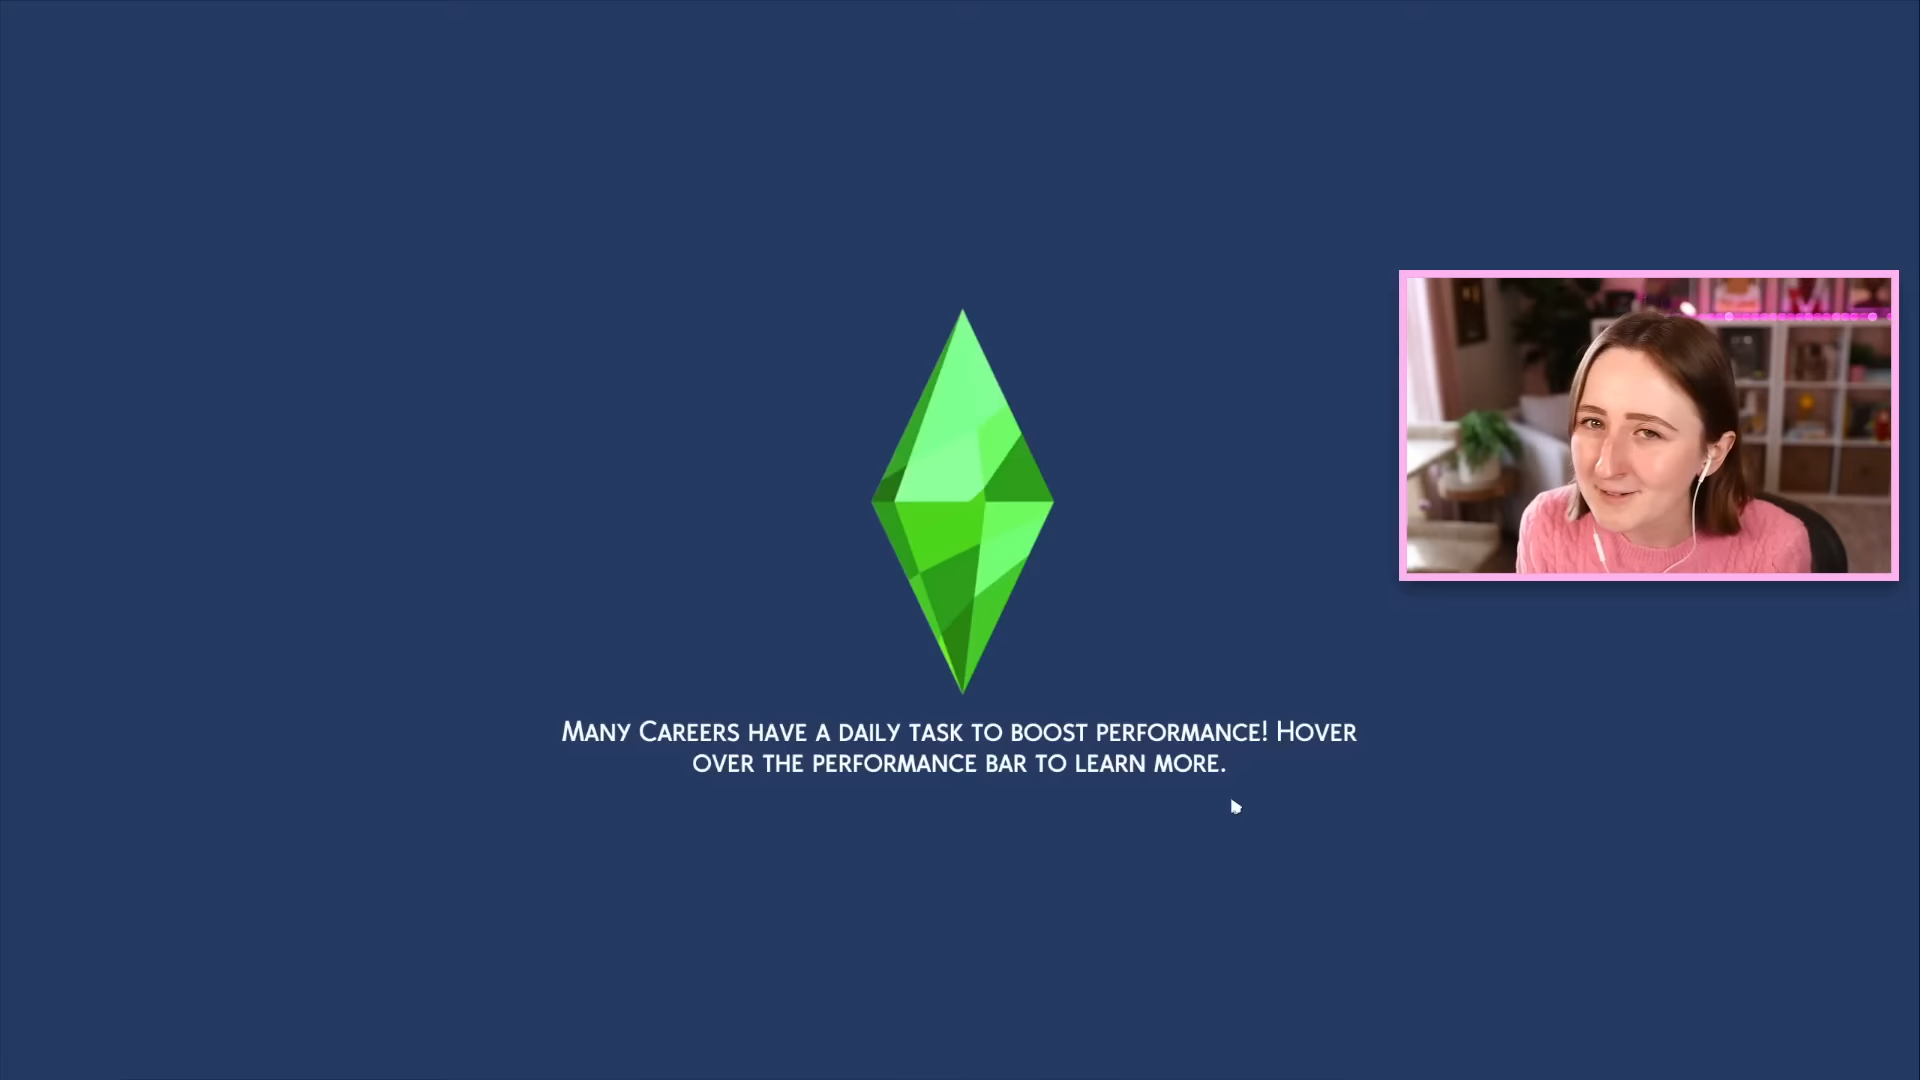 Many Careers have a daily task to boost performance! Hover
over the performance bar to learn more.